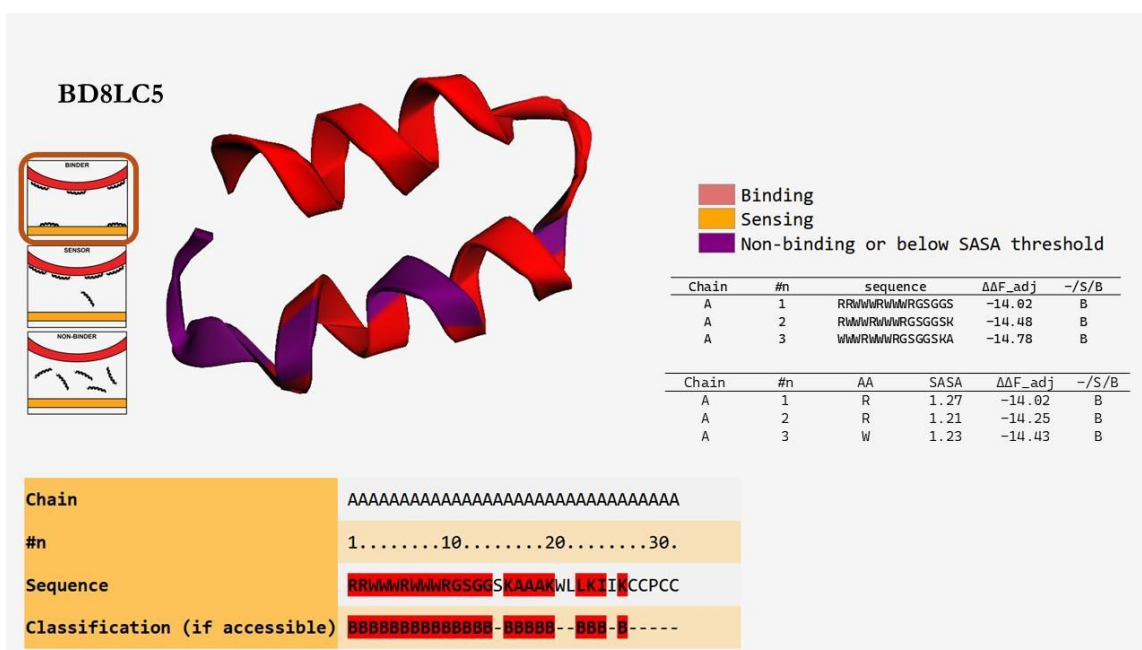 BD8LC5
BINDER
SENSOR
NON-BINDER
Binding
Sensing
Non-binding or below SASA threshold
Chain #n sequence ΔΔF_adj -/S/B
A 1 RRWWWRWWWRGSGGS -14.02 B
A 2 RWWWRWWWRGSGGSK -14.48 B
A 3 WWWRWWWRGSGGSKA -14.78 B
Chain #n AA SASA ΔΔF_adj -/S/B
A 1 R 1.27 -14.02 B
A 2 R 1.21 -14.25 B
A 3 W 1.23 -14.43 B
Chain AAAAAAAAAAAAAAAAAAAAAAAAAAAAAAAA
#n 1........10........20........30.
Sequence RRWWWRWWWRGSGGSKAAAKWLLKIIKCCPCC
Classification (if accessible) BBBBBBBBBBBBBB-BBBBB--BBB-B-----